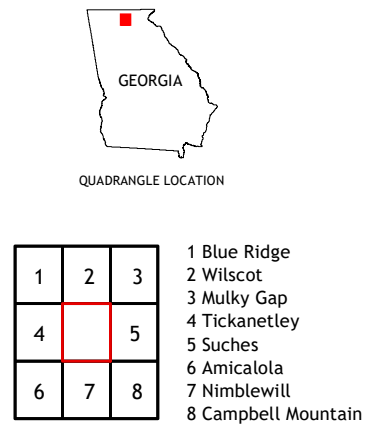 GEORGIA
QUADRANGLE LOCATION
1 2 3
4 5
6 7 8
1 Blue Ridge
2 Wilscot
3 Mulky Gap
4 Tickanetley
5 Suches
6 Amicalola
7 Nimblewill
8 Campbell Mountain